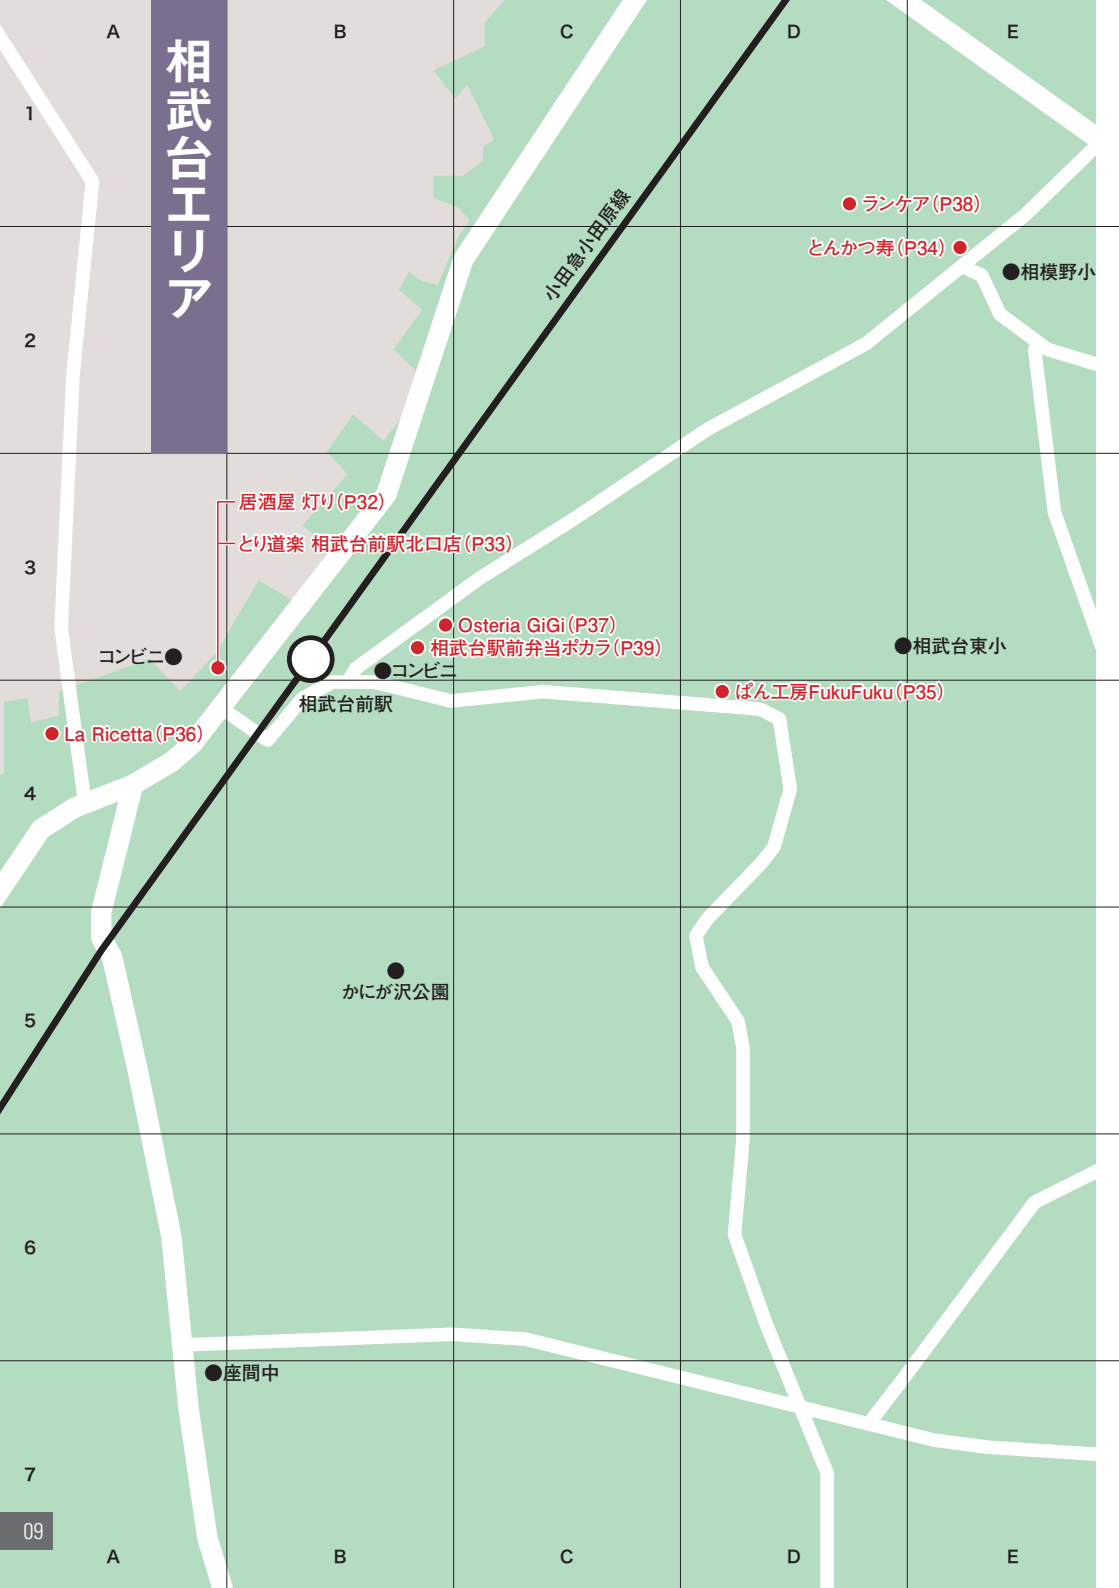 A
B
C
D
E
相武台エリア
1
小田急小田原線
ランケア（P38）
とんかつ寿（P34）
相模野小
2
居酒屋 灯り（P32）
とり道楽 相武台前駅北口店（P33）
3
Osteria GiGi（P37）
相武台駅前弁当ポカラ（P39）
相武台東小
コンビニ
コンビニ
相武台前駅
ぱん工房FukuFuku（P35）
La Ricetta（P36）
4
かにが沢公園
5
6
座間中
7
09
A
B
C
D
E